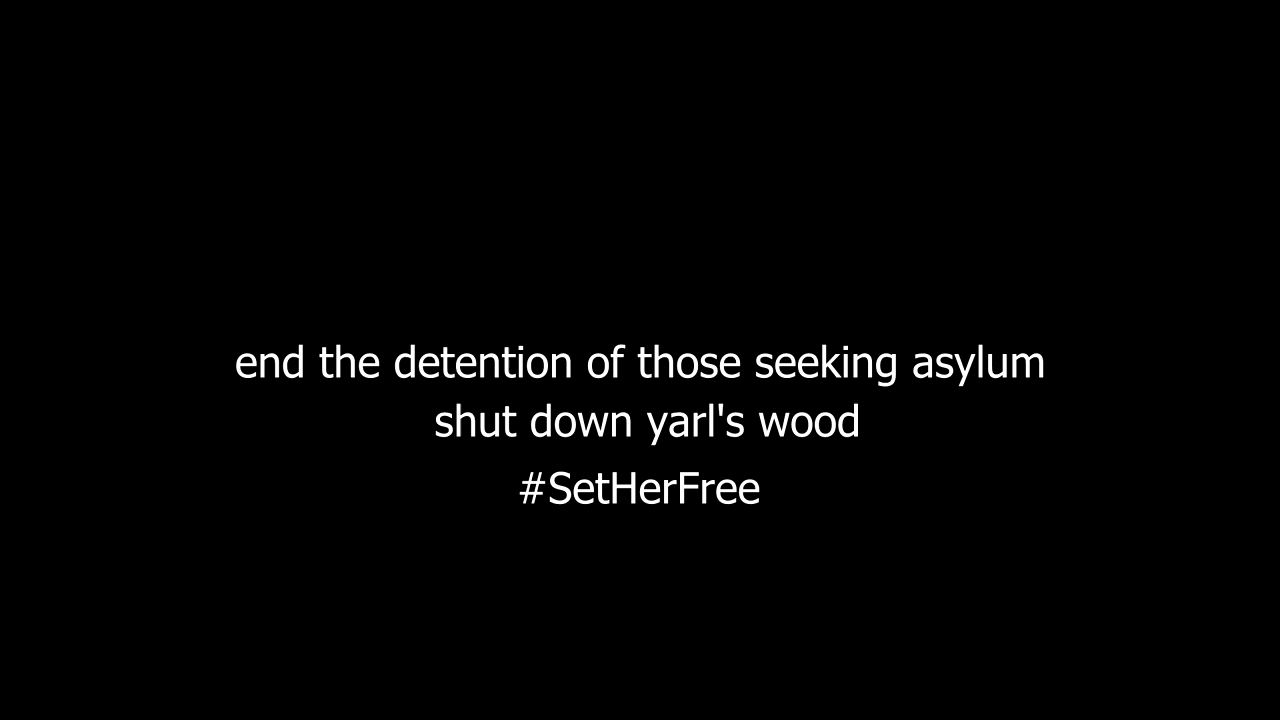 end the detention of those seeking asylum
shut down yarl's wood
#SetHerFree